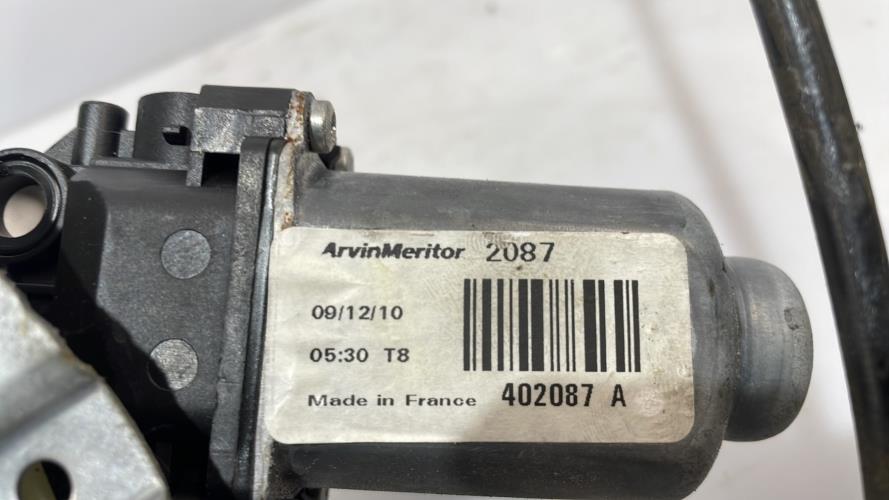 ArvinMeritor 2087
09/12/10
05:30 T8
Made in France 402087 A